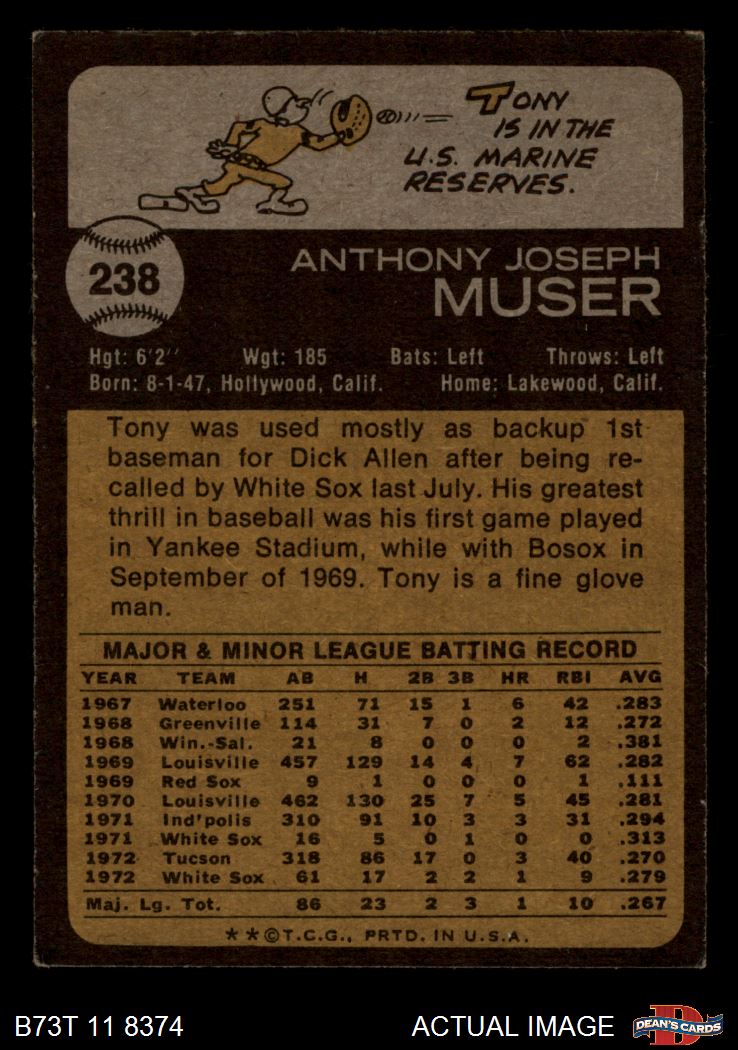 TONY
IS IN THE
U.S. MARINE
RESERVES.
238
ANTHONY JOSEPH
MUSER
Hgt: 6'2" Wgt: 185 Bats: Left Throws: Left
Born: 8-1-47, Hollywood, Calif. Home: Lakewood, Calif.
Tony was used mostly as backup 1st
baseman for Dick Allen after being re-
called by White Sox last July. His greatest
thrill in baseball was his first game played
in Yankee Stadium, while with Bosox in
September of 1969. Tony is a fine glove
man.
MAJOR & MINOR LEAGUE BATTING RECORD
YEAR TEAM AB H 2B 3B HR RBI AVG
1967 Waterloo 251 71 15 1 6 42 .283
1968 Greenville 114 31 7 0 2 12 .272
1968 Win.-Sal. 21 8 0 0 0 2 .381
1969 Louisville 457 129 14 4 7 62 .282
1969 Red Sox 9 1 0 0 0 1 .111
1970 Louisville 462 130 25 7 5 45 .281
1971 Ind'polis 310 91 10 3 3 31 .294
1971 White Sox 16 5 0 1 0 0 .313
1972 Tucson 318 86 17 0 3 40 .270
1972 White Sox 61 17 2 2 1 9 .279
Maj. Lg. Tot. 86 23 2 3 1 10 .267
**©T.C.G., PRTD. IN U.S.A.
B73T 11 8374 ACTUAL IMAGE D DEAN'S CARDS